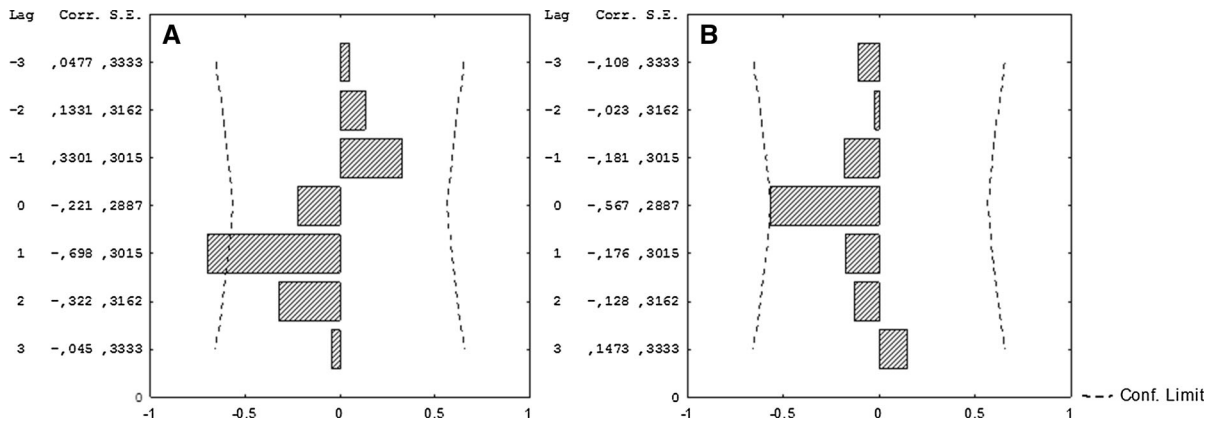 Lag Corr. S.E.
A
-3 ,0477 ,3333
-2 ,1331 ,3162
-1 ,3301 ,3015
0 -,221 ,2887
1 -,698 ,3015
2 -,322 ,3162
3 -,045 ,3333
0
-1 -0.5 0 0.5 1
Lag Corr. S.E.
B
-3 -,108 ,3333
-2 -,023 ,3162
-1 -,181 ,3015
0 -,567 ,2887
1 -,176 ,3015
2 -,128 ,3162
3 ,1473 ,3333
0
-1 -0.5 0 0.5 1
Conf. Limit